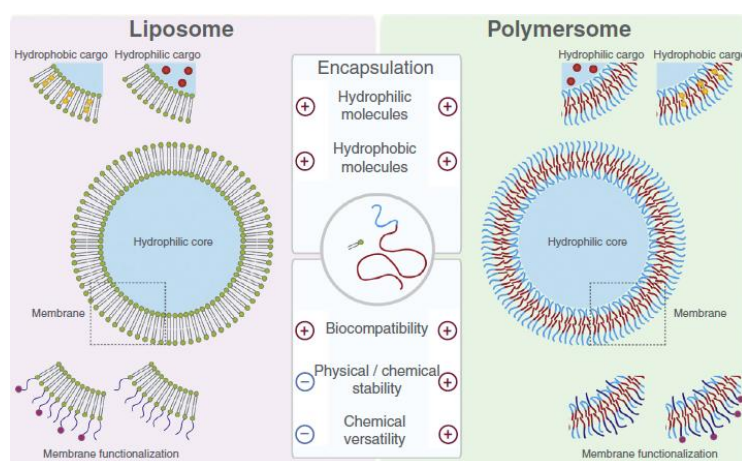 Liposome
Polymersome
Hydrophobic cargo
Hydrophilic cargo
Hydrophilic cargo
Hydrophobic cargo
Encapsulation
Hydrophilic
molecules
Hydrophobic
molecules
Hydrophilic core
Hydrophilic core
Membrane
Membrane
Biocompatibility
Physical / chemical
stability
Chemical
versatility
Membrane functionalization
Membrane functionalization